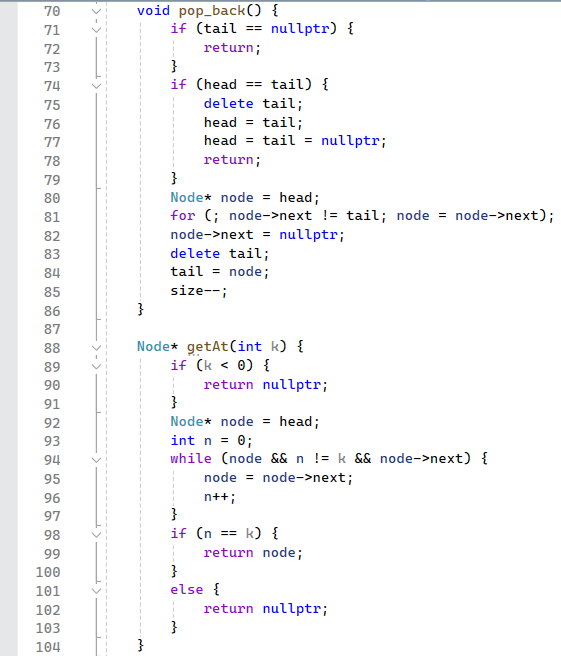 70 void pop_back() {
71 if (tail == nullptr) {
72 return;
73 }
74 if (head == tail) {
75 delete tail;
76 head = tail;
77 head = tail = nullptr;
78 return;
79 }
80 Node* node = head;
81 for (; node->next != tail; node = node->next);
82 node->next = nullptr;
83 delete tail;
84 tail = node;
85 size--;
86 }
87
88 Node* getAt(int k) {
89 if (k < 0) {
90 return nullptr;
91 }
92 Node* node = head;
93 int n = 0;
94 while (node && n != k && node->next) {
95 node = node->next;
96 n++;
97 }
98 if (n == k) {
99 return node;
100 }
101 else {
102 return nullptr;
103 }
104 }